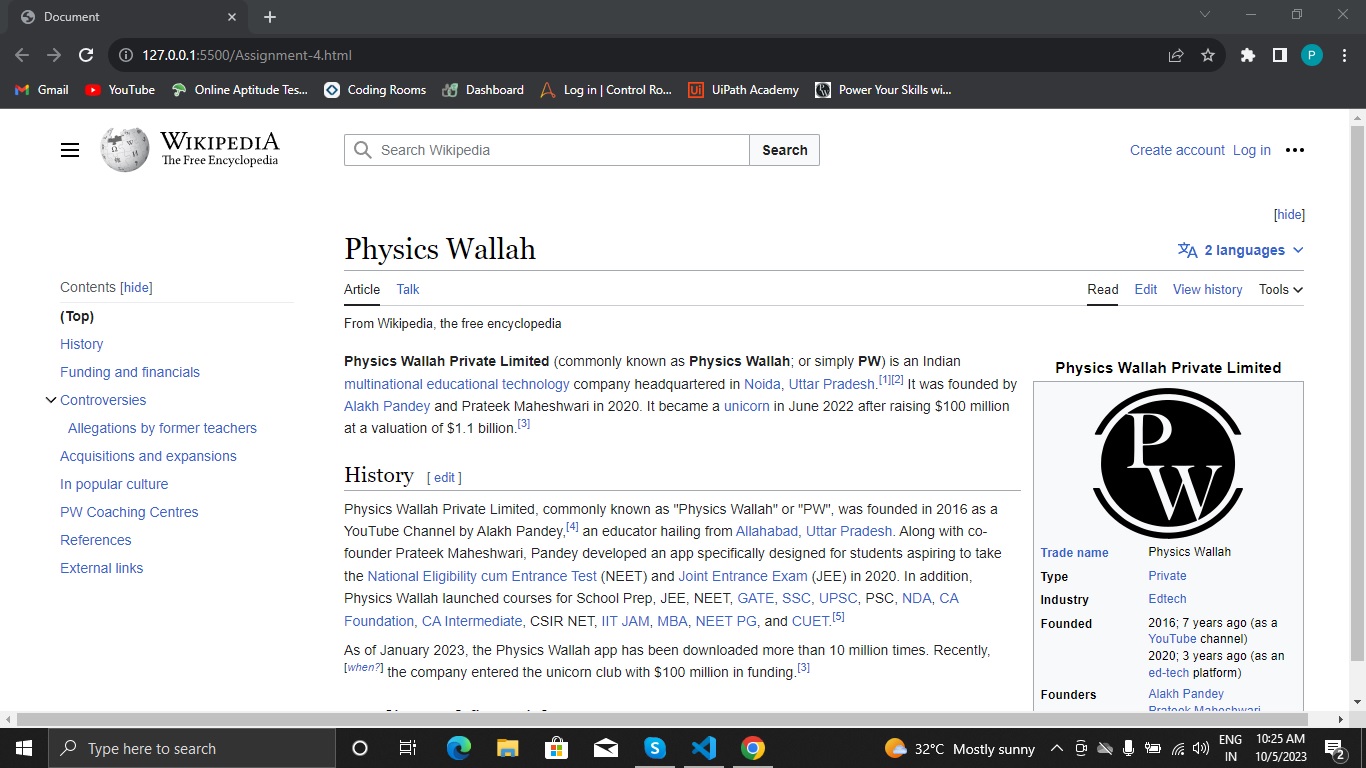 Document
127.0.0.1:5500/Assignment-4.html
P
Gmail YouTube Online Aptitude Tes... Coding Rooms Dashboard Log in | Control Ro... UiPath Academy Power Your Skills wi...
WIKIPEDIA
The Free Encyclopedia
Search Wikipedia
Search
Create account Log in
[hide]
Physics Wallah
2 languages
Article Talk
Read Edit View history Tools
From Wikipedia, the free encyclopedia
Contents [hide]
(Top)
History
Funding and financials
Controversies
Allegations by former teachers
Acquisitions and expansions
In popular culture
PW Coaching Centres
References
External links
Physics Wallah Private Limited (commonly known as Physics Wallah; or simply PW) is an Indian
multinational educational technology company headquartered in Noida, Uttar Pradesh.[1][2] It was founded by
Alakh Pandey and Prateek Maheshwari in 2020. It became a unicorn in June 2022 after raising $100 million
at a valuation of $1.1 billion.[3]
History [ edit ]
Physics Wallah Private Limited, commonly known as "Physics Wallah" or "PW", was founded in 2016 as a
YouTube Channel by Alakh Pandey,[4] an educator hailing from Allahabad, Uttar Pradesh. Along with co-
founder Prateek Maheshwari, Pandey developed an app specifically designed for students aspiring to take
the National Eligibility cum Entrance Test (NEET) and Joint Entrance Exam (JEE) in 2020. In addition,
Physics Wallah launched courses for School Prep, JEE, NEET, GATE, SSC, UPSC, PSC, NDA, CA
Foundation, CA Intermediate, CSIR NET, IIT JAM, MBA, NEET PG, and CUET.[5]
As of January 2023, the Physics Wallah app has been downloaded more than 10 million times. Recently,
[when?] the company entered the unicorn club with $100 million in funding.[3]
Physics Wallah Private Limited
P
W
Trade name Physics Wallah
Type Private
Industry Edtech
Founded 2016; 7 years ago (as a
YouTube channel)
2020; 3 years ago (as an
ed-tech platform)
Founders Alakh Pandey
Prateek Maheshwari
Type here to search
32°C Mostly sunny
ENG
IN
10:25 AM
10/5/2023
2